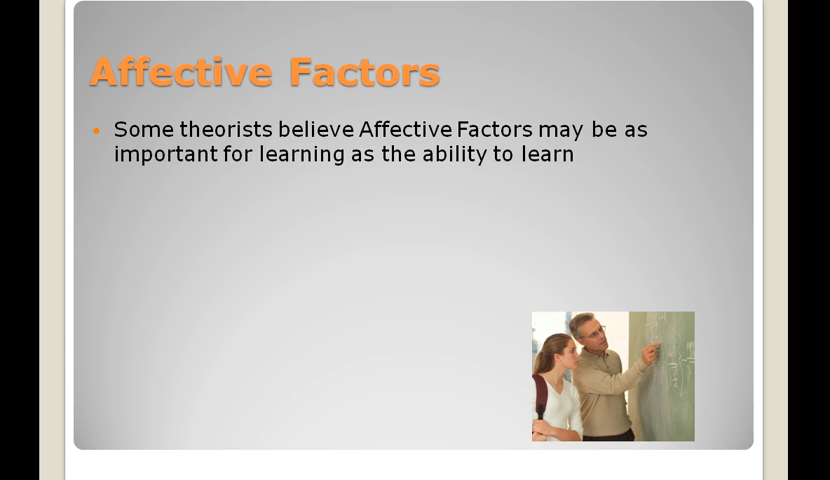 Affective Factors
Some theorists believe Affective Factors may be as
important for learning as the ability to learn